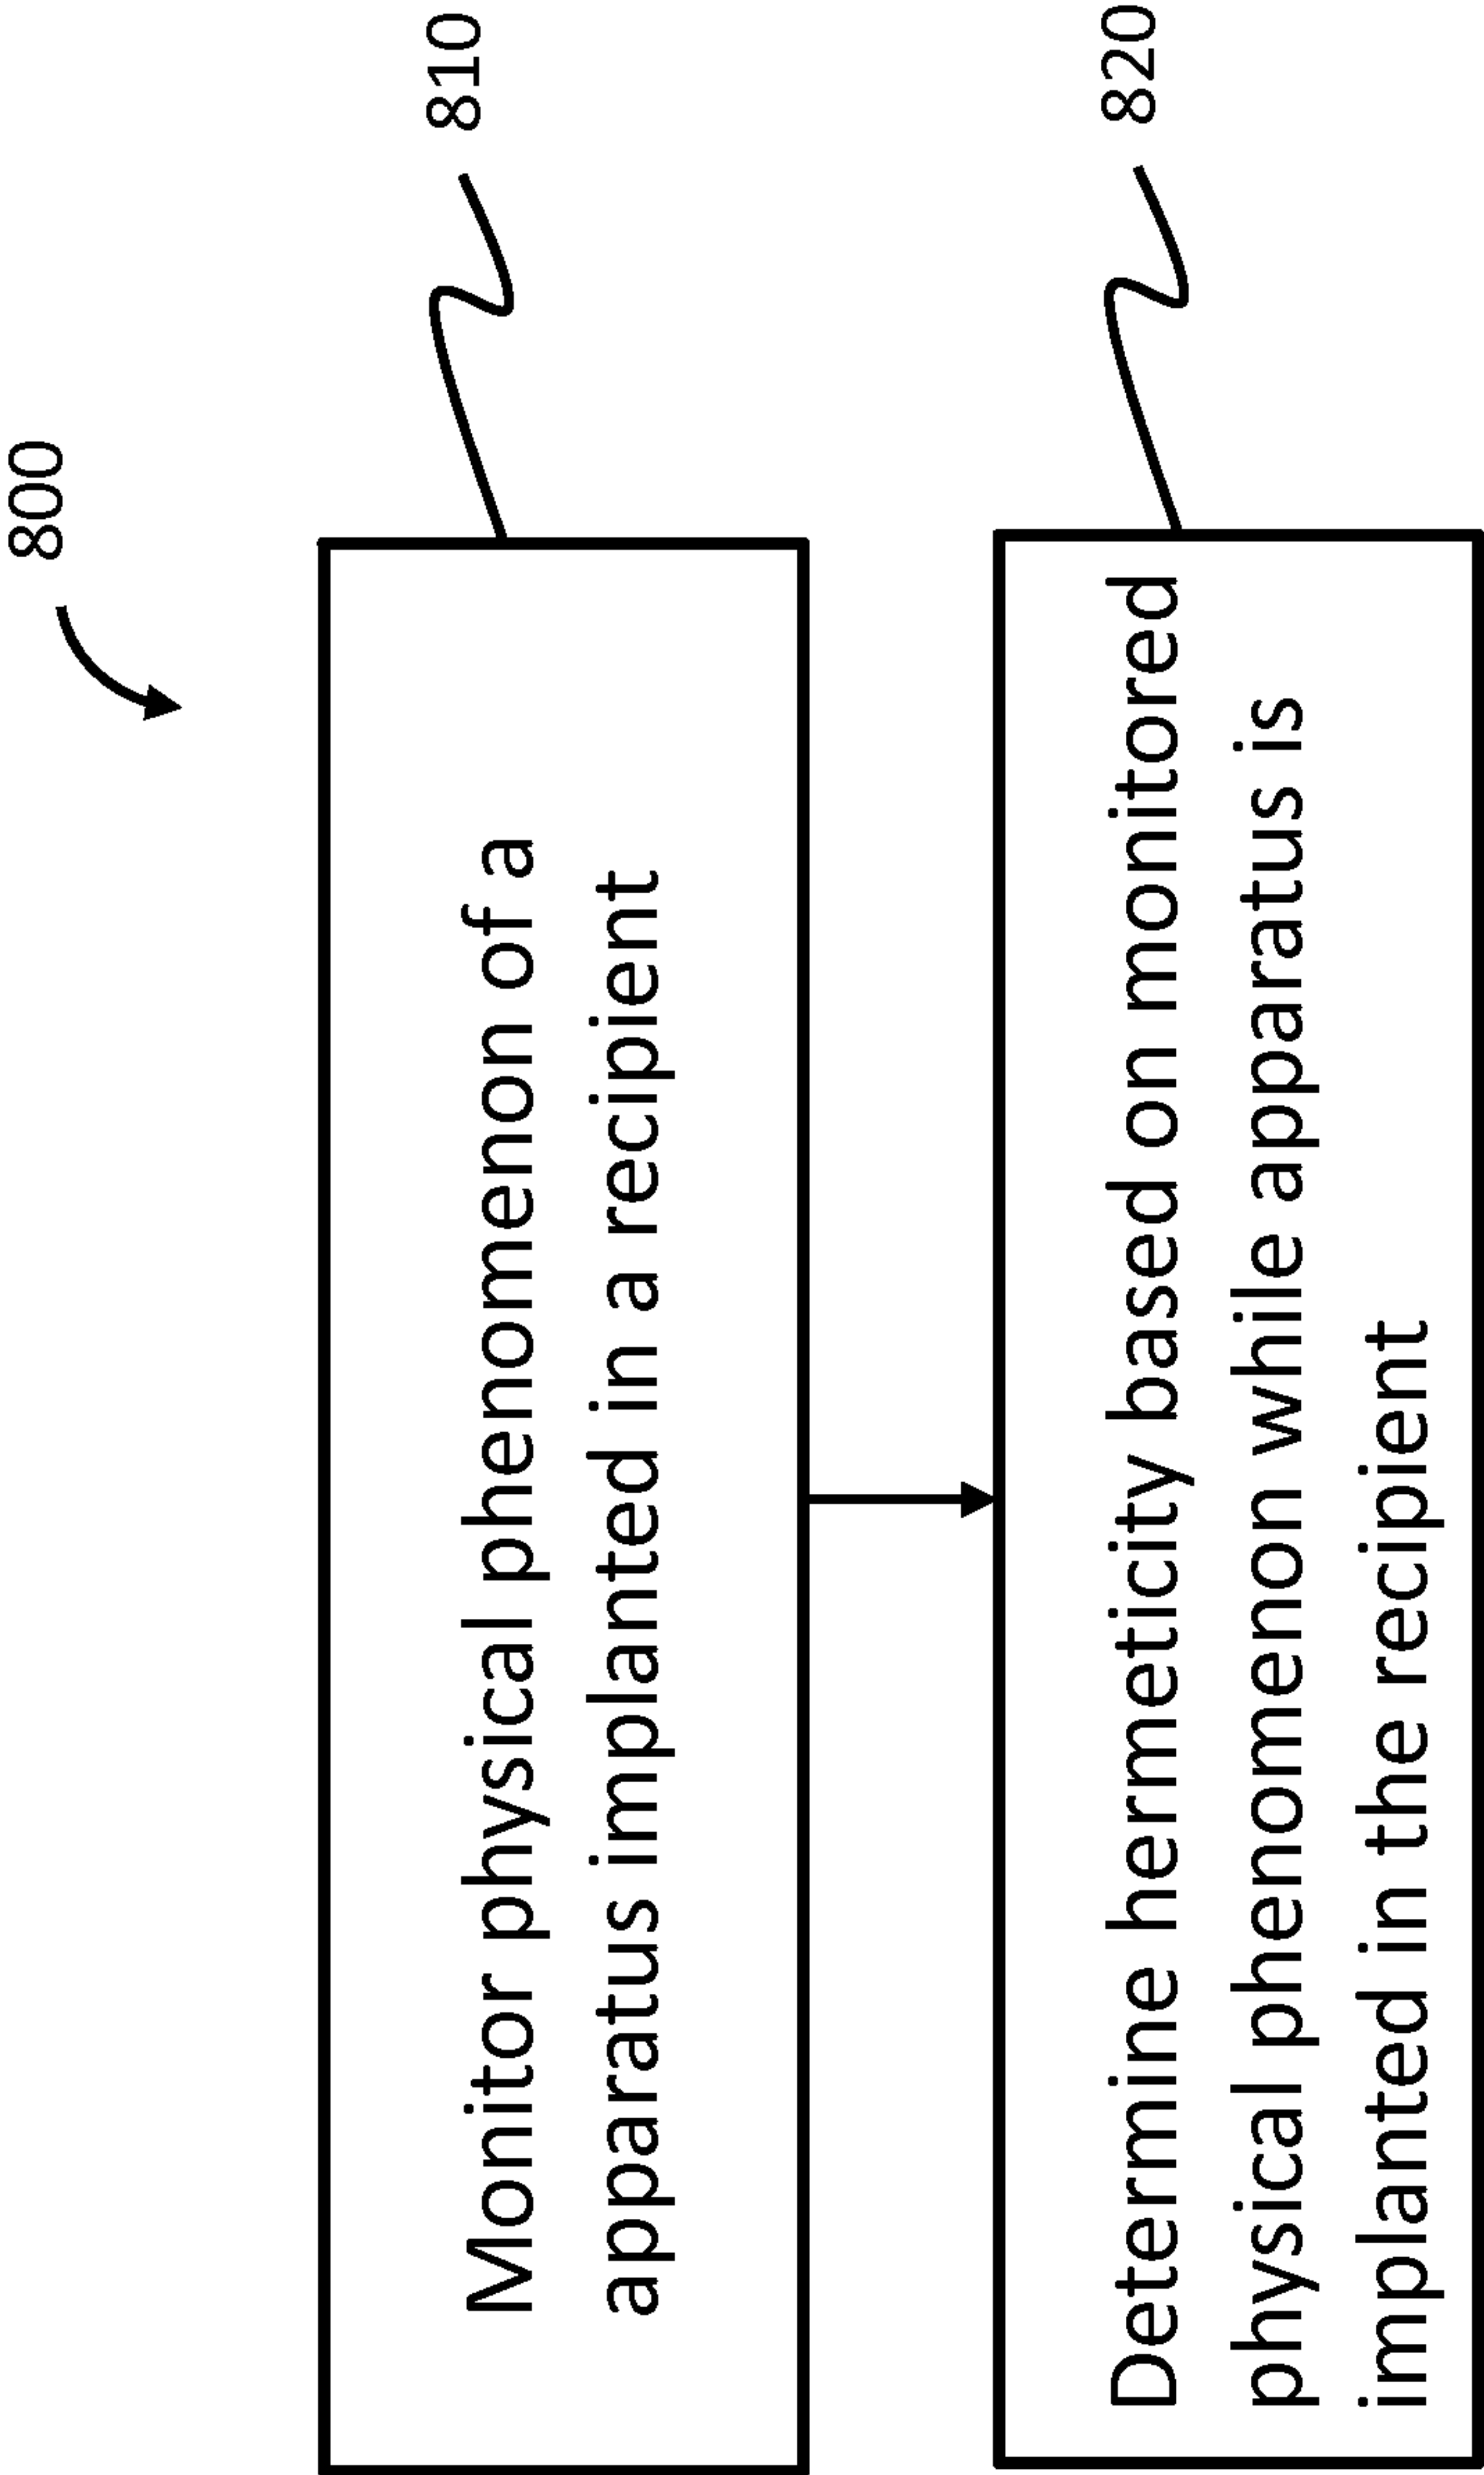 800
810
Monitor physical phenomenon of a
apparatus implanted in a recipient
820
Determine hermeticity based on monitored
physical phenomenon while apparatus is
implanted in the recipient